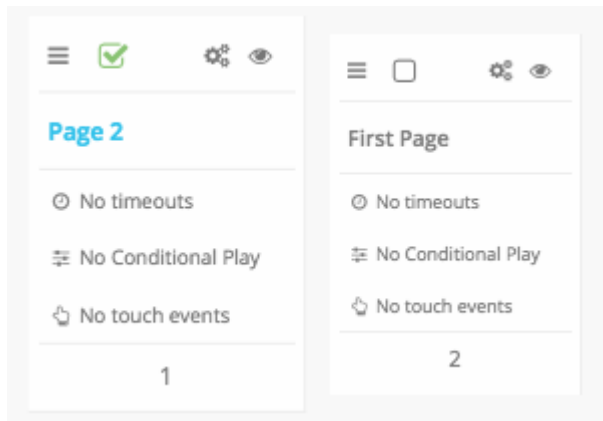 Page 2
No timeouts
No Conditional Play
No touch events
1
First Page
No timeouts
No Conditional Play
No touch events
2